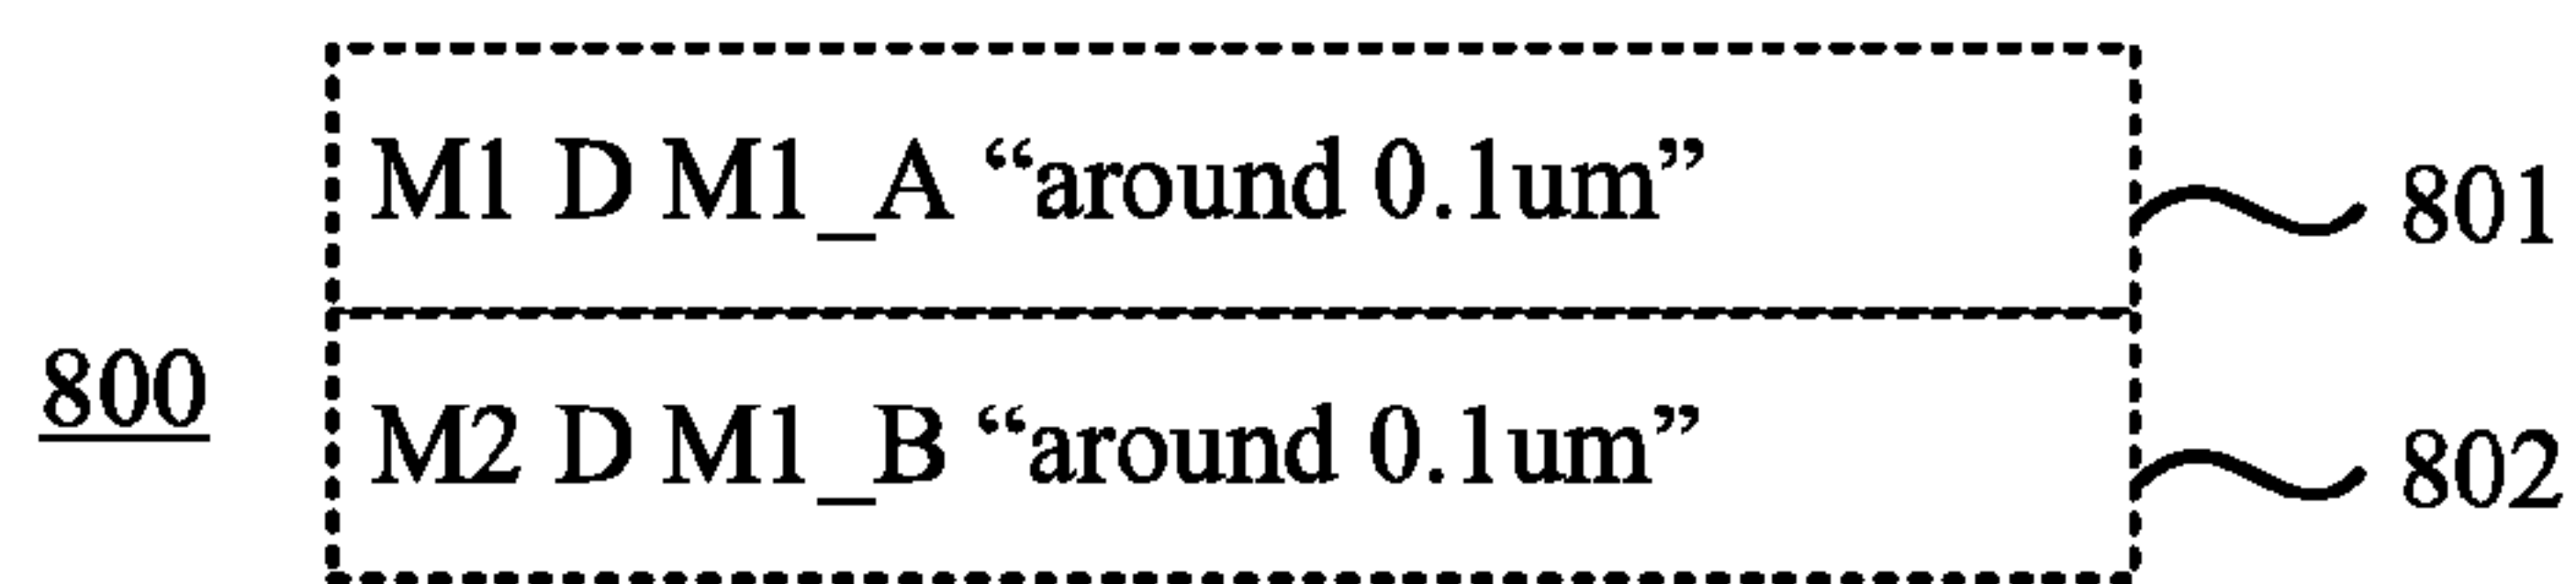 M1 D M1_A “around 0.1um”
801
800
M2 D M1_B “around 0.1um”
802